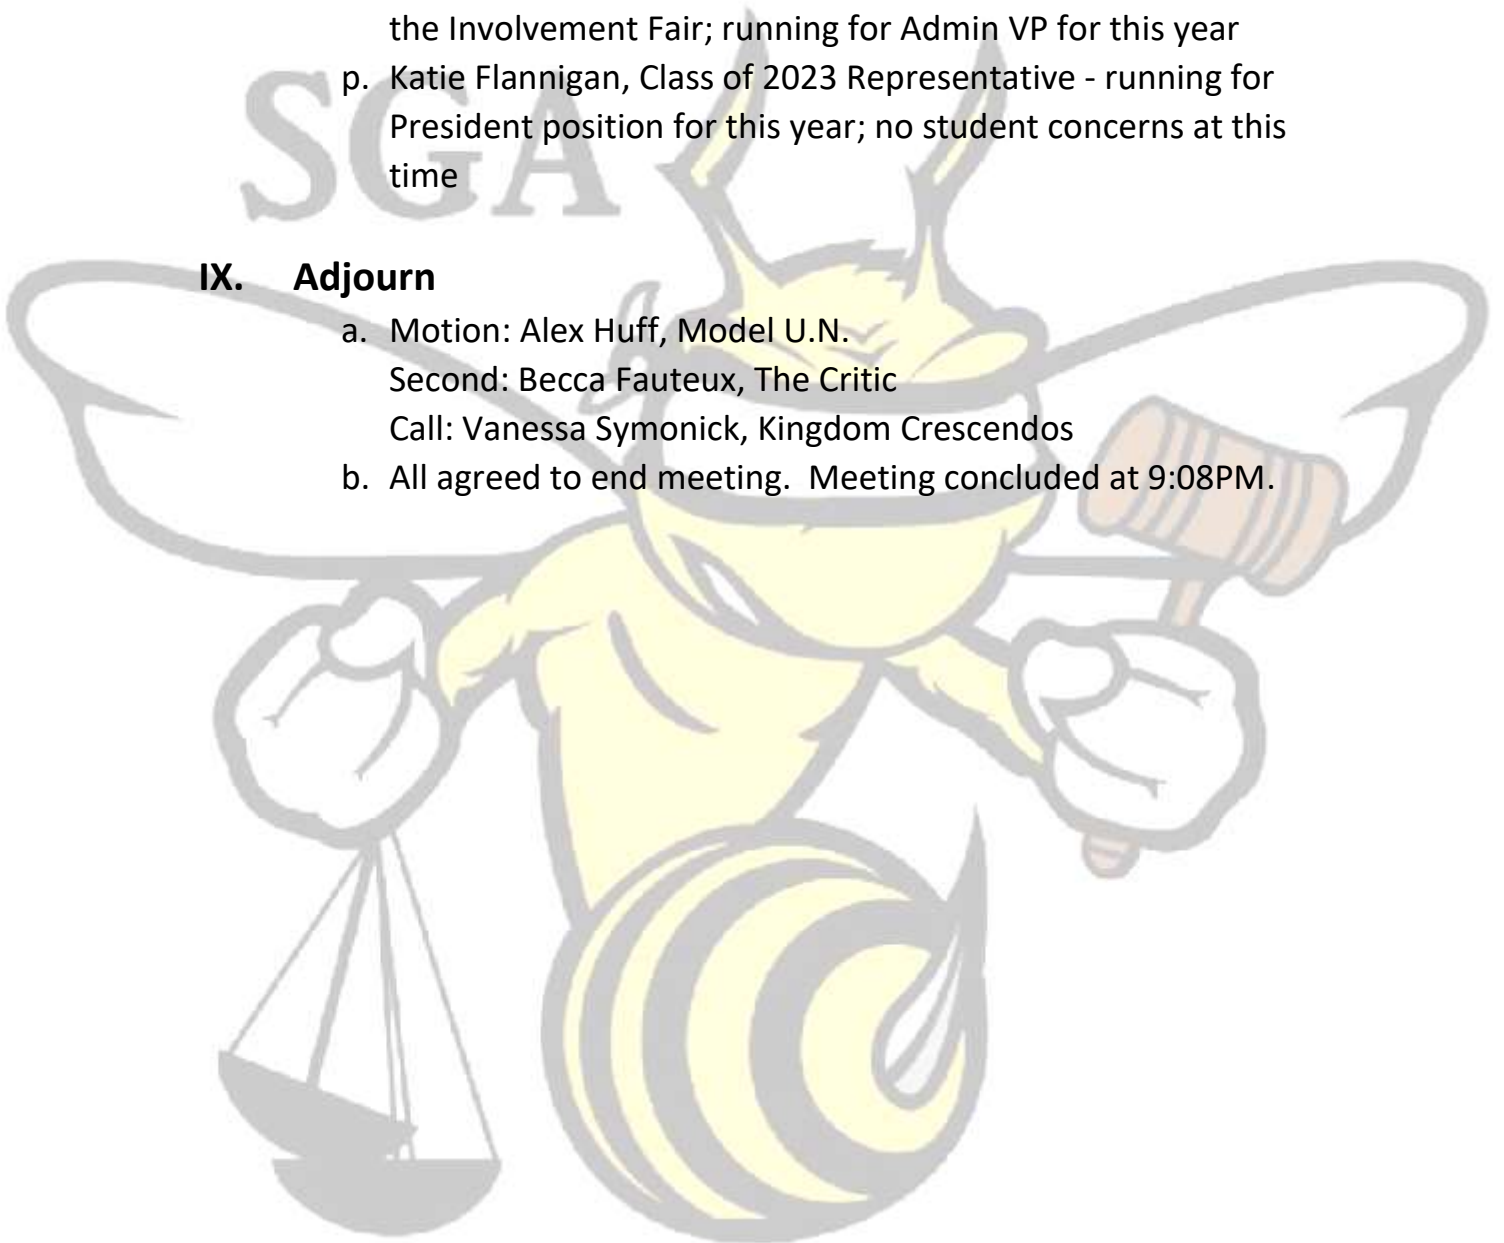 the Involvement Fair; running for Admin VP for this year
p. Katie Flannigan, Class of 2023 Representative - running for
President position for this year; no student concerns at this
time
SGA
IX. Adjourn
a. Motion: Alex Huff, Model U.N.
Second: Becca Fauteux, The Critic
Call: Vanessa Symonick, Kingdom Crescendos
b. All agreed to end meeting.  Meeting concluded at 9:08PM.